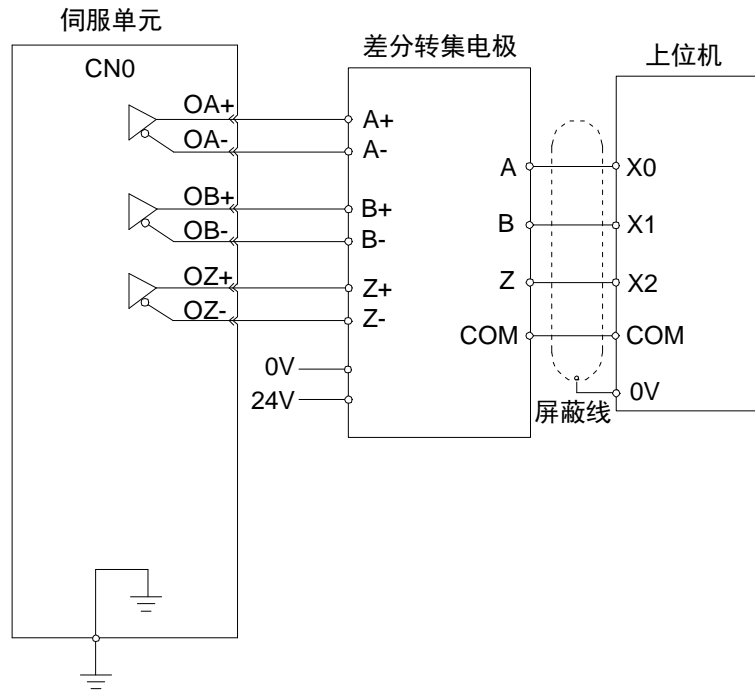 伺服单元
CN0
OA+
OA-
OB+
OB-
OZ+
OZ-
差分转集电极
A+
A-
B+
B-
Z+
Z-
0V
24V
A
B
Z
COM
屏蔽线
上位机
X0
X1
X2
COM
0V